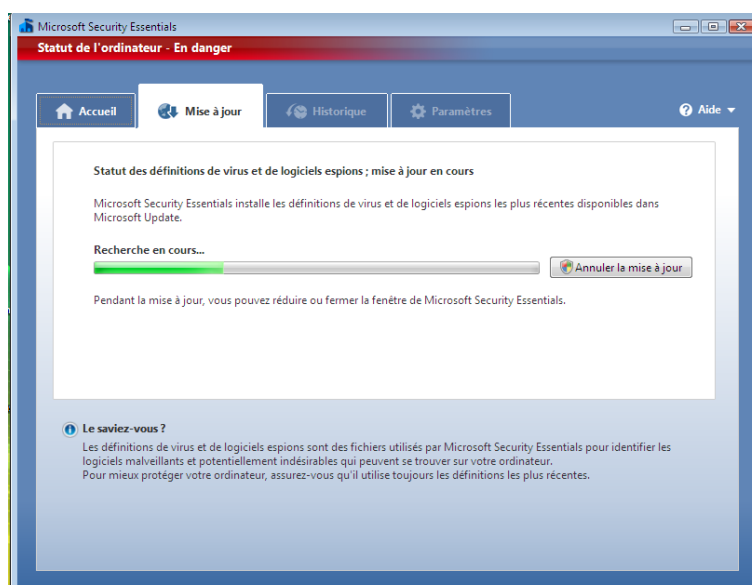 Microsoft Security Essentials
Statut de l'ordinateur - En danger
Accueil
Mise à jour
Historique
Paramètres
Aide
Statut des définitions de virus et de logiciels espions ; mise à jour en cours
Microsoft Security Essentials installe les définitions de virus et de logiciels espions les plus récentes disponibles dans
Microsoft Update.
Recherche en cours...
Annuler la mise à jour
Pendant la mise à jour, vous pouvez réduire ou fermer la fenêtre de Microsoft Security Essentials.
Le saviez-vous ?
Les définitions de virus et de logiciels espions sont des fichiers utilisés par Microsoft Security Essentials pour identifier les
logiciels malveillants et potentiellement indésirables qui peuvent se trouver sur votre ordinateur.
Pour mieux protéger votre ordinateur, assurez-vous qu'il utilise toujours les définitions les plus récentes.